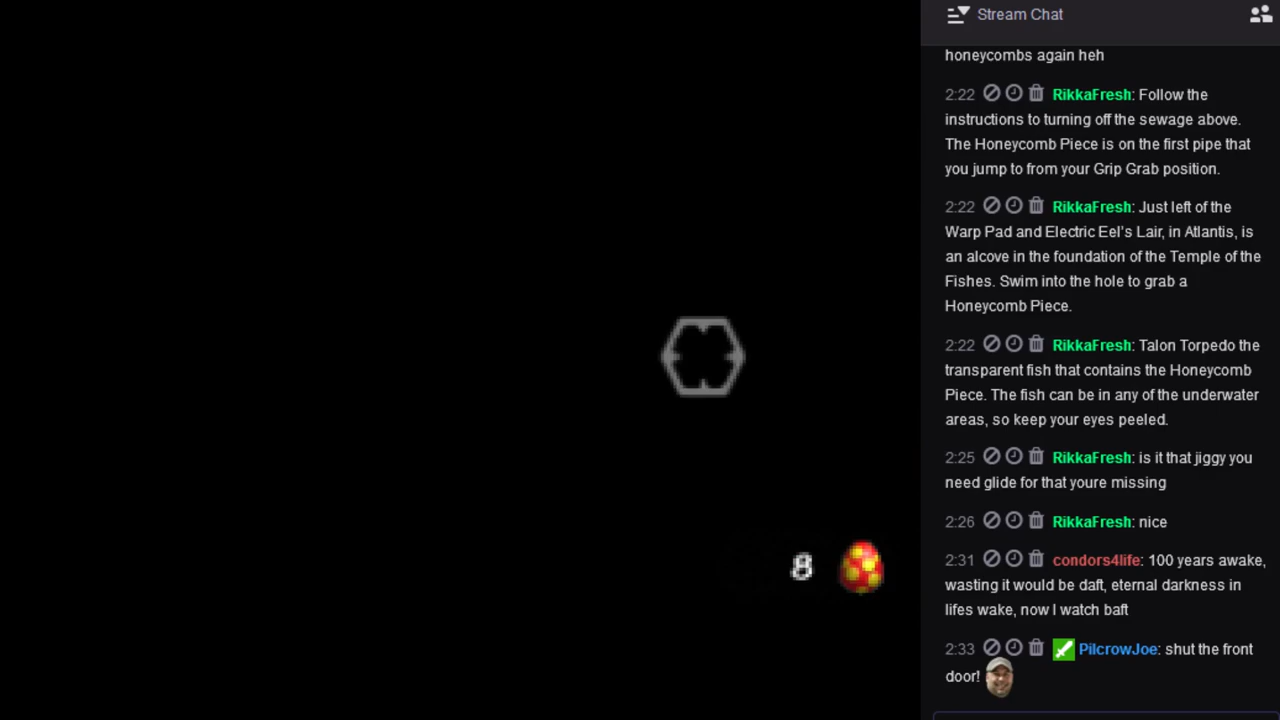 Stream Chat
honeycombs again heh
2:22 RikkaFresh: Follow the
instructions to turning off the sewage above.
The Honeycomb Piece is on the first pipe that
you jump to from your Grip Grab position.
2:22 RikkaFresh: Just left of the
Warp Pad and Electric Eel's Lair, in Atlantis, is
an alcove in the foundation of the Temple of the
Fishes. Swim into the hole to grab a
Honeycomb Piece.
2:22 RikkaFresh: Talon Torpedo the
transparent fish that contains the Honeycomb
Piece. The fish can be in any of the underwater
areas, so keep your eyes peeled.
2:25 RikkaFresh: is it that jiggy you
need glide for that youre missing
2:26 RikkaFresh: nice
2:31 condors4life: 100 years awake,
wasting it would be daft, eternal darkness in
lifes wake, now I watch baft
2:33 PilcrowJoe: shut the front
door!
8